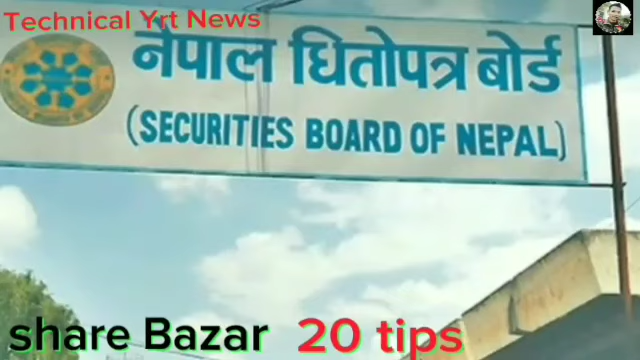 Technical Yrt News
नेपाल धितोपत्र बोर्ड
(SECURITIES BOARD OF NEPAL)
share Bazar 20 tips